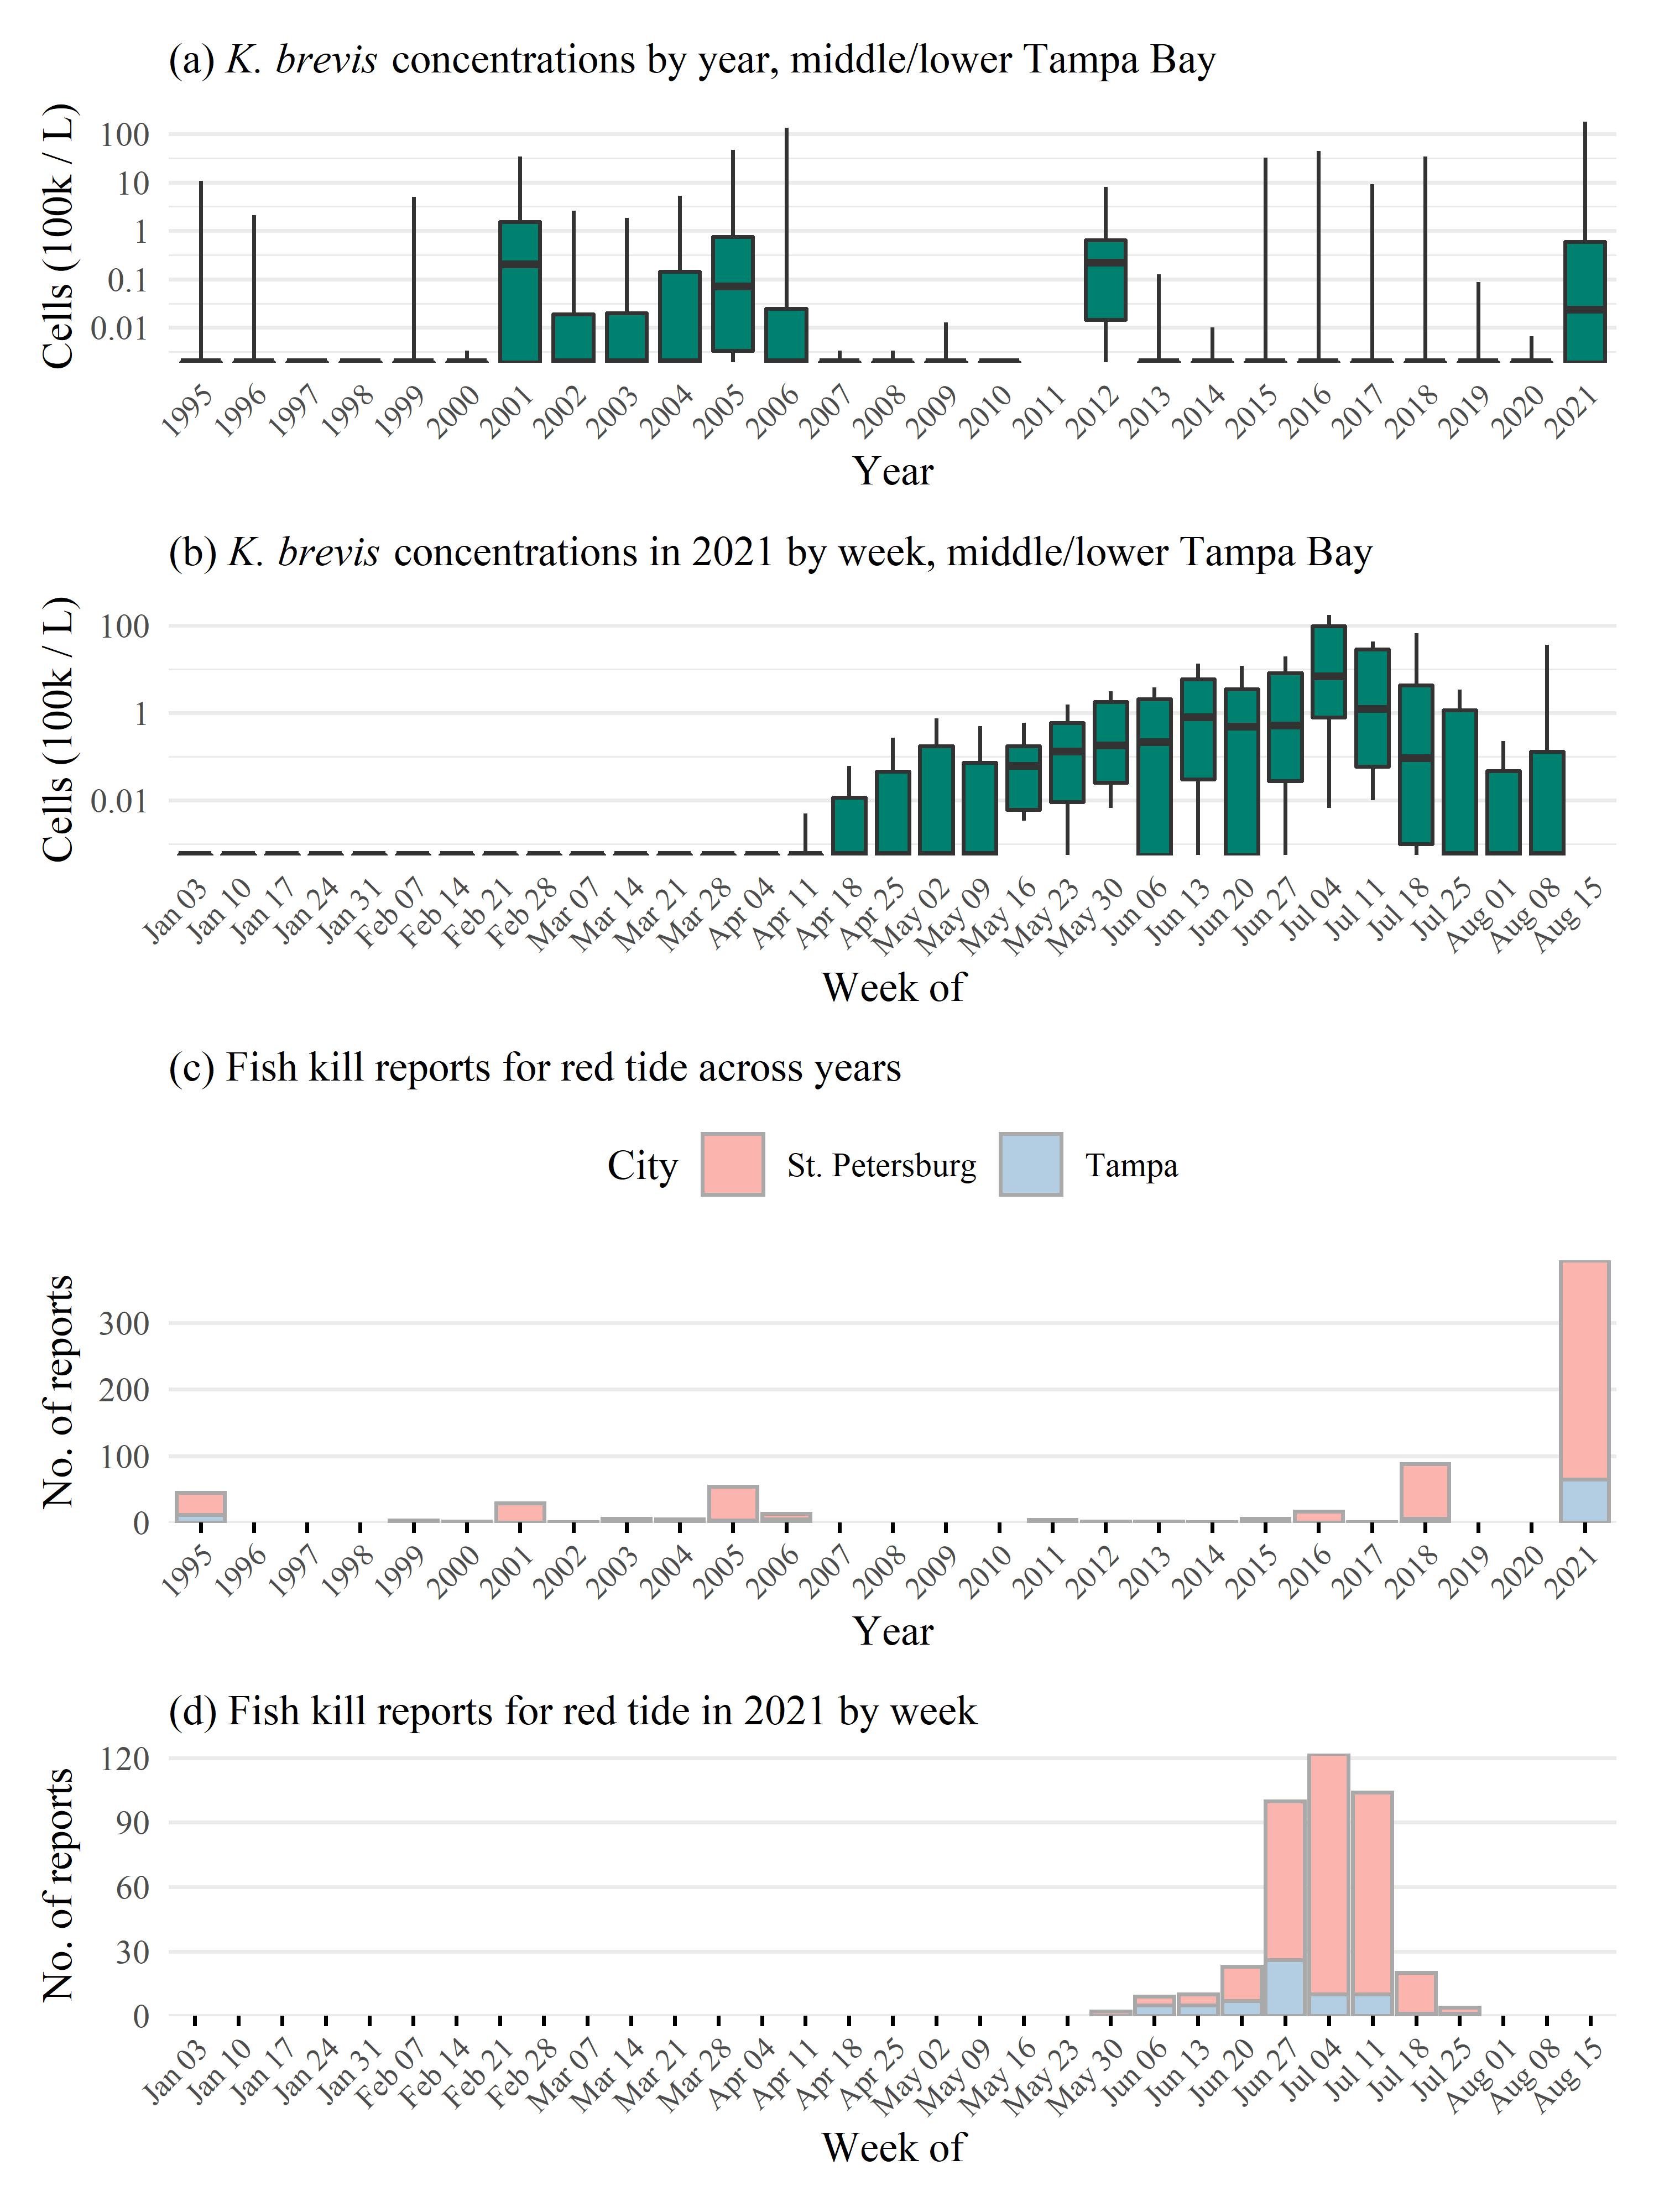 (a) K. brevis concentrations by year, middle/lower Tampa Bay
Cells (100k / L)
100
10
1
0.1
0.01
1995 1996 1997 1998 1999 2000 2001 2002 2003 2004 2005 2006 2007 2008 2009 2010 2011 2012 2013 2014 2015 2016 2017 2018 2019 2020 2021
Year
(b) K. brevis concentrations in 2021 by week, middle/lower Tampa Bay
Cells (100k / L)
100
1
0.01
Jan 03 Jan 10 Jan 17 Jan 24 Jan 31 Feb 07 Feb 14 Feb 21 Feb 28 Mar 07 Mar 14 Mar 21 Mar 28 Apr 04 Apr 11 Apr 18 Apr 25 May 02 May 09 May 16 May 23 May 30 Jun 06 Jun 13 Jun 20 Jun 27 Jul 04 Jul 11 Jul 18 Jul 25 Aug 01 Aug 08 Aug 15
Week of
(c) Fish kill reports for red tide across years
City St. Petersburg Tampa
No. of reports
300
200
100
0
1995 1996 1997 1998 1999 2000 2001 2002 2003 2004 2005 2006 2007 2008 2009 2010 2011 2012 2013 2014 2015 2016 2017 2018 2019 2020 2021
Year
(d) Fish kill reports for red tide in 2021 by week
No. of reports
120
90
60
30
0
Jan 03 Jan 10 Jan 17 Jan 24 Jan 31 Feb 07 Feb 14 Feb 21 Feb 28 Mar 07 Mar 14 Mar 21 Mar 28 Apr 04 Apr 11 Apr 18 Apr 25 May 02 May 09 May 16 May 23 May 30 Jun 06 Jun 13 Jun 20 Jun 27 Jul 04 Jul 11 Jul 18 Jul 25 Aug 01 Aug 08 Aug 15
Week of